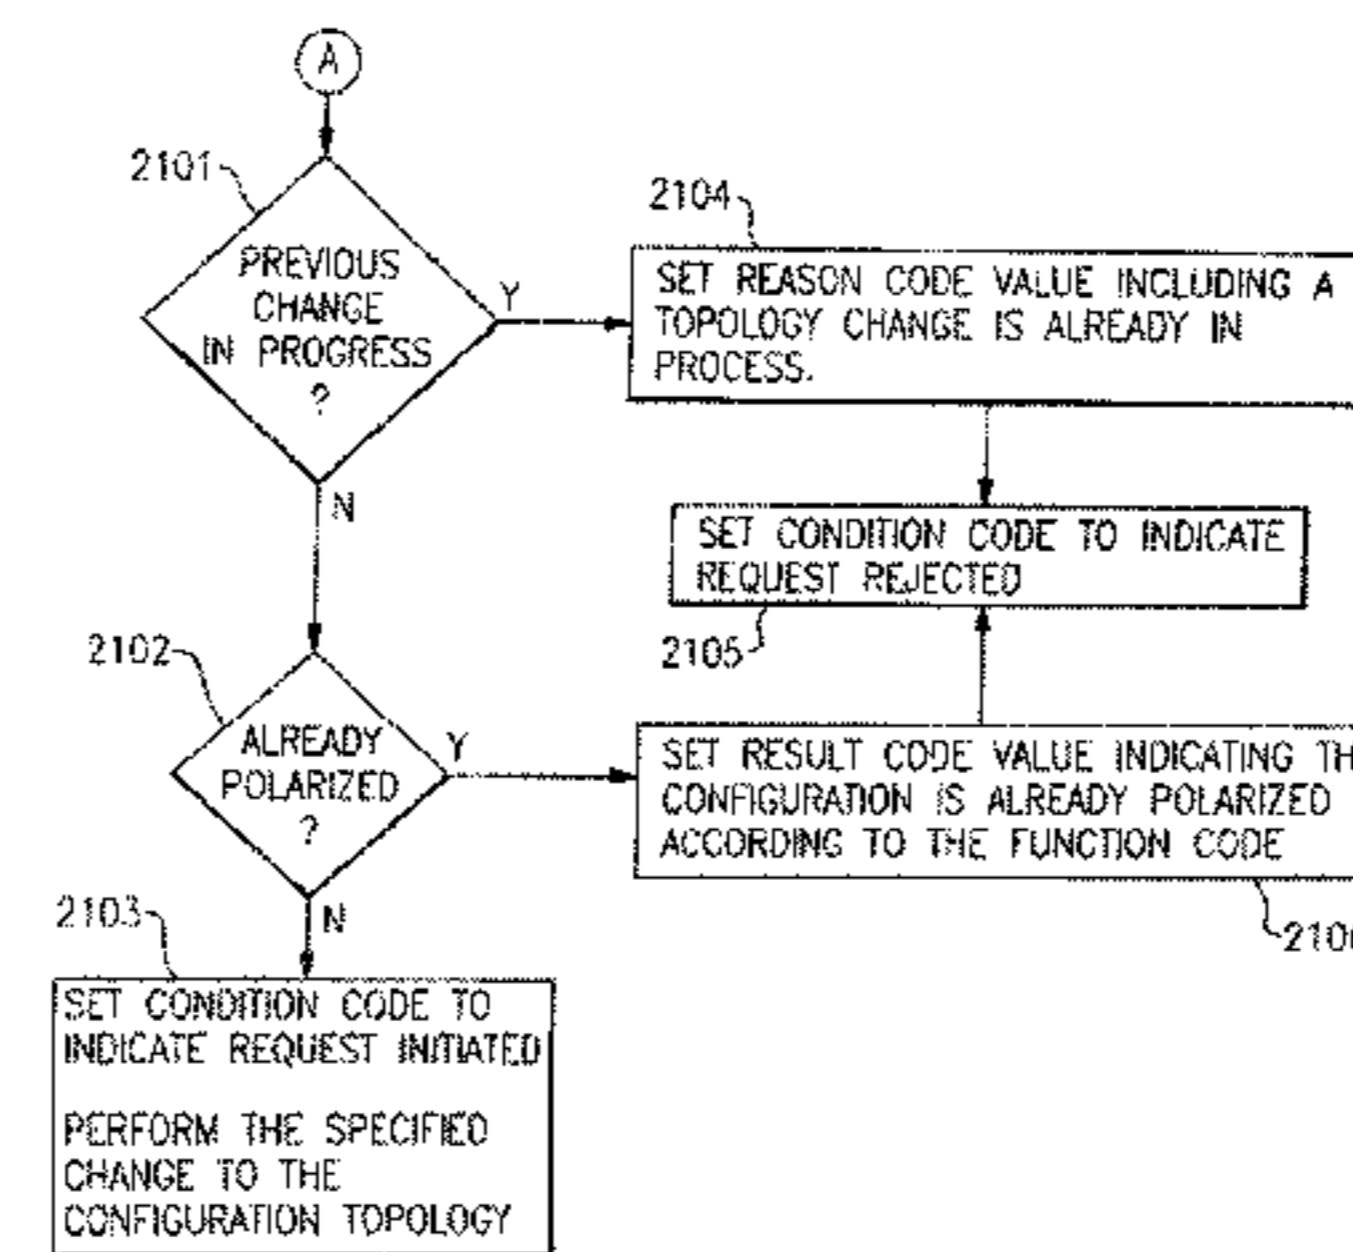 A
2101
PREVIOUS
CHANGE
IN PROGRESS
?
Y
N
2104
SET REASON CODE VALUE INCLUDING A
TOPOLOGY CHANGE IS ALREADY IN
PROCESS.
SET CONDITION CODE TO INDICATE
REQUEST REJECTED
2105
2102
ALREADY
POLARIZED
?
Y
N
SET RESULT CODE VALUE INDICATING
CONFIGURATION IS ALREADY POLARIZED
ACCORDING TO THE FUNCTION CODE
2103
SET CONDITION CODE TO
INDICATE REQUEST INITIATED
PERFORM THE SPECIFIED
CHANGE TO THE
CONFIGURATION TOPOLOGY